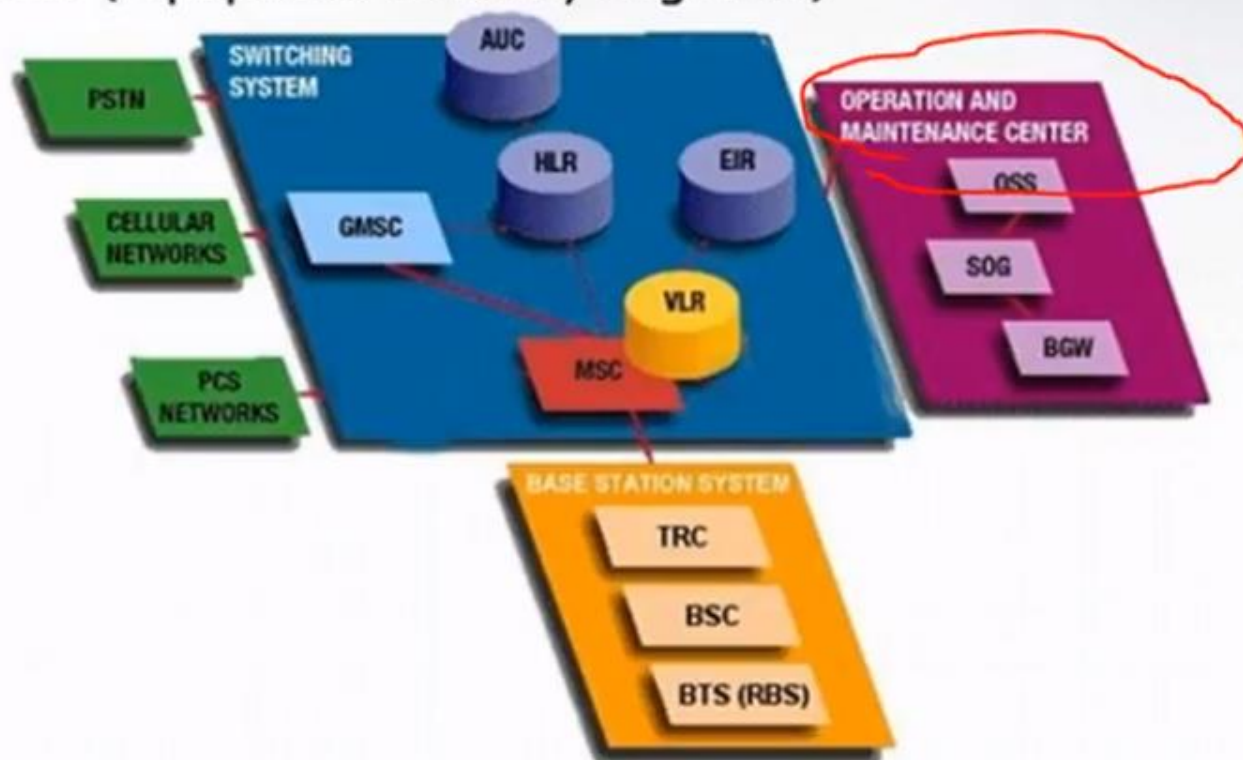 SWITCHING
SYSTEM
AUC
PSTN
HLR
EIR
OPERATION AND
MAINTENANCE CENTER
OSS
CELLULAR
NETWORKS
GMSC
SOG
VLR
BGW
MSC
PCS
NETWORKS
BASE STATION SYSTEM
TRC
BSC
BTS (RBS)